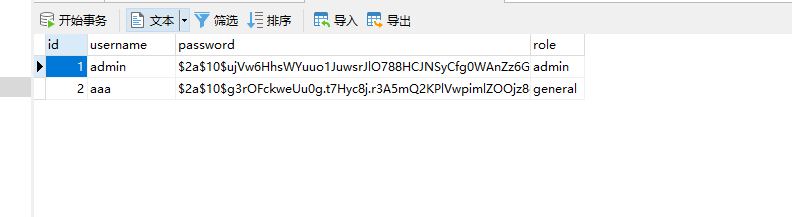 开始事务 文本 筛选 排序 导入 导出
id username password role
1 admin $2a$10$ujVw6HhsWYuuo1JuwsrJlO788HCJNSyCfg0WAnZz6G admin
2 aaa $2a$10$g3rOFckweUu0g.t7Hyc8j.r3A5mQ2KPlVwpimlZOOjz8 general